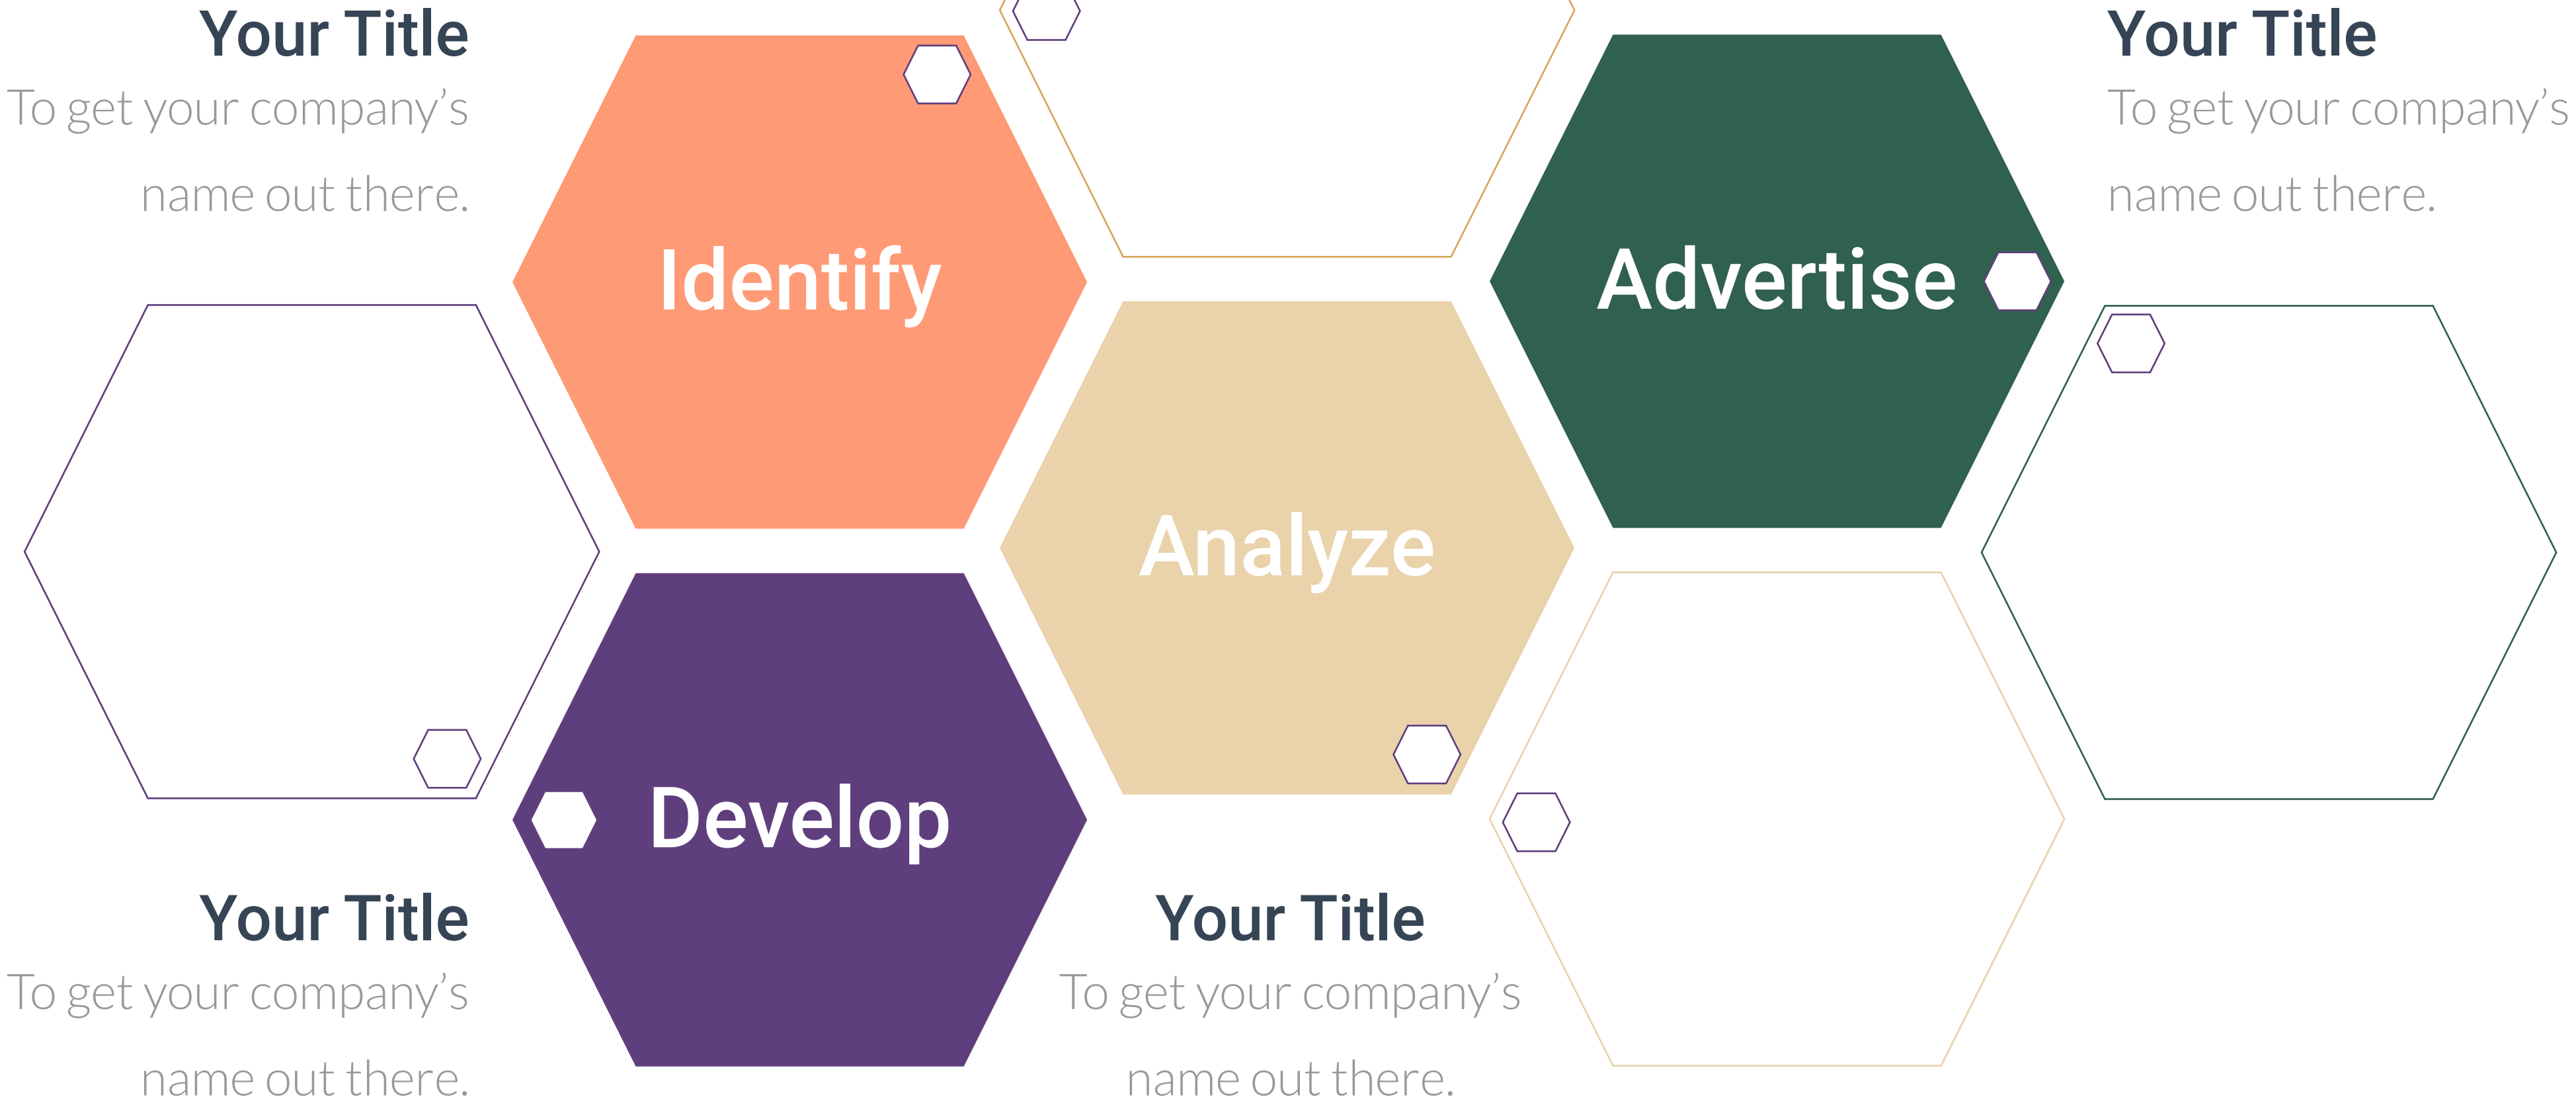 Your Title
To get your company’s
name out there.
Identify
Advertise
Your Title
To get your company’s
name out there.
Analyze
Develop
Your Title
To get your company’s
name out there.
Your Title
To get your company’s
name out there.